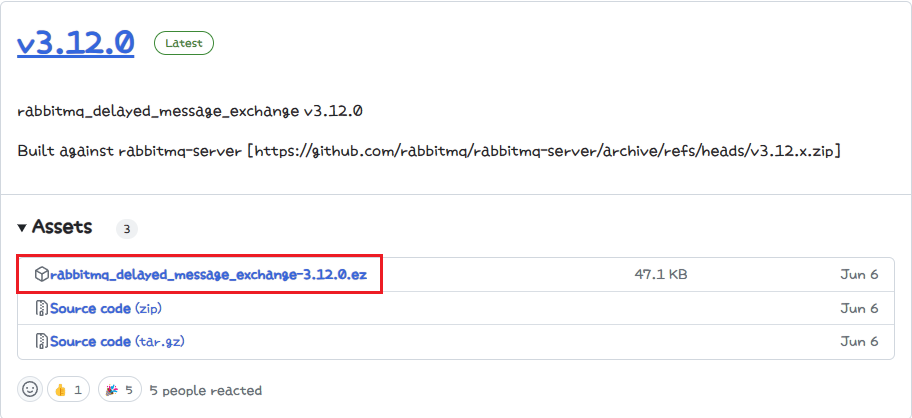 v3.12.0 Latest
rabbitmq_delayed_message_exchange v3.12.0
Built against rabbitmq-server [https://github.com/rabbitmq/rabbitmq-server/archive/refs/heads/v3.12.x.zip]
Assets 3
rabbitmq_delayed_message_exchange-3.12.0.ez 47.1 KB Jun 6
Source code (zip) Jun 6
Source code (tar.gz) Jun 6
1 5 5 people reacted